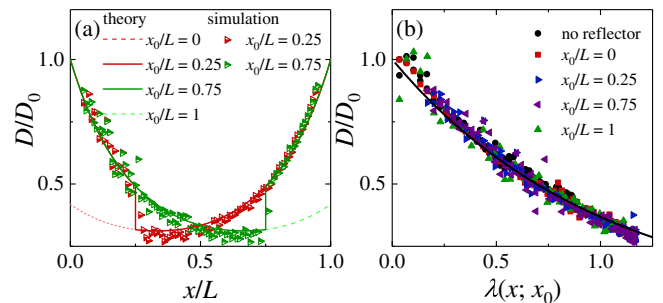 (a) theory simulation
x₀/L = 0 x₀/L = 0.25
x₀/L = 0.25 x₀/L = 0.75
x₀/L = 0.75
x₀/L = 1
D/D₀
1.0
0.5
0.0 0.5 1.0
x/L
(b) no reflector
x₀/L = 0
x₀/L = 0.25
x₀/L = 0.75
x₀/L = 1
D/D₀
1.0
0.5
0.0 0.5 1.0
λ(x; x₀)